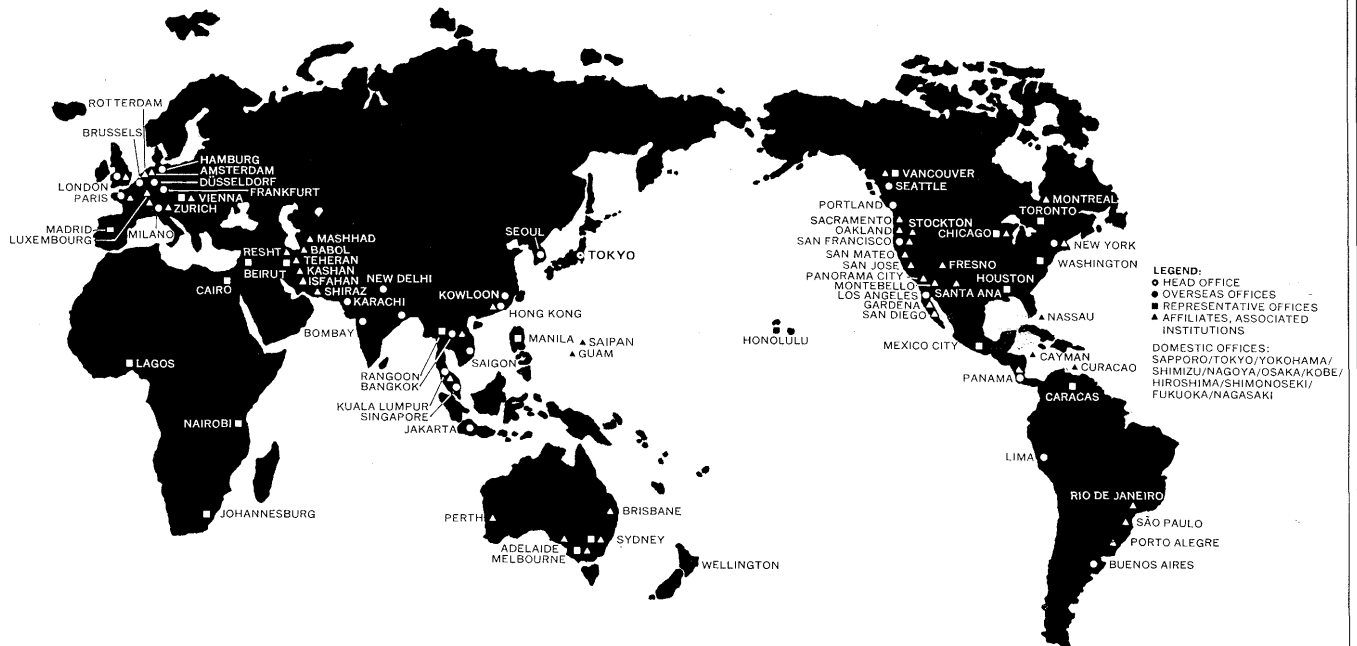 ROTTERDAM
BRUSSELS
HAMBURG
AMSTERDAM
DÜSSELDORF
FRANKFURT
LONDON
PARIS
VIENNA
ZURICH
MADRID
LUXEMBOURG
MILANO
MASHHAD
RESHT
BABOL
TEHERAN
BEIRUT
KASHAN
ISFAHAN
SHIRAZ
CAIRO
NEW DELHI
KARACHI
BOMBAY
SEOUL
TOKYO
KOWLOON
HONG KONG
MANILA
SAIPAN
GUAM
SAIGON
RANGOON
BANGKOK
KUALA LUMPUR
SINGAPORE
JAKARTA
LAGOS
NAIROBI
JOHANNESBURG
PERTH
BRISBANE
ADELAIDE
MELBOURNE
SYDNEY
WELLINGTON
HONOLULU
VANCOUVER
SEATTLE
PORTLAND
SACRAMENTO
STOCKTON
OAKLAND
SAN FRANCISCO
SAN MATEO
SAN JOSE
FRESNO
PANORAMA CITY
MONTEBELLO
LOS ANGELES
SANTA ANA
GARDENA
SAN DIEGO
MEXICO CITY
CHICAGO
HOUSTON
MONTREAL
TORONTO
NEW YORK
WASHINGTON
NASSAU
CAYMAN
CURACAO
PANAMA
CARACAS
LIMA
RIO DE JANEIRO
SÃO PAULO
PORTO ALEGRE
BUENOS AIRES
LEGEND:
HEAD OFFICE
OVERSEAS OFFICES
REPRESENTATIVE OFFICES
AFFILIATES, ASSOCIATED
INSTITUTIONS
DOMESTIC OFFICES:
SAPPORO/TOKYO/YOKOHAMA/
SHIMIZU/NAGOYA/OSAKA/KOBE/
HIROSHIMA/SHIMONOSEKI/
FUKUOKA/NAGASAKI